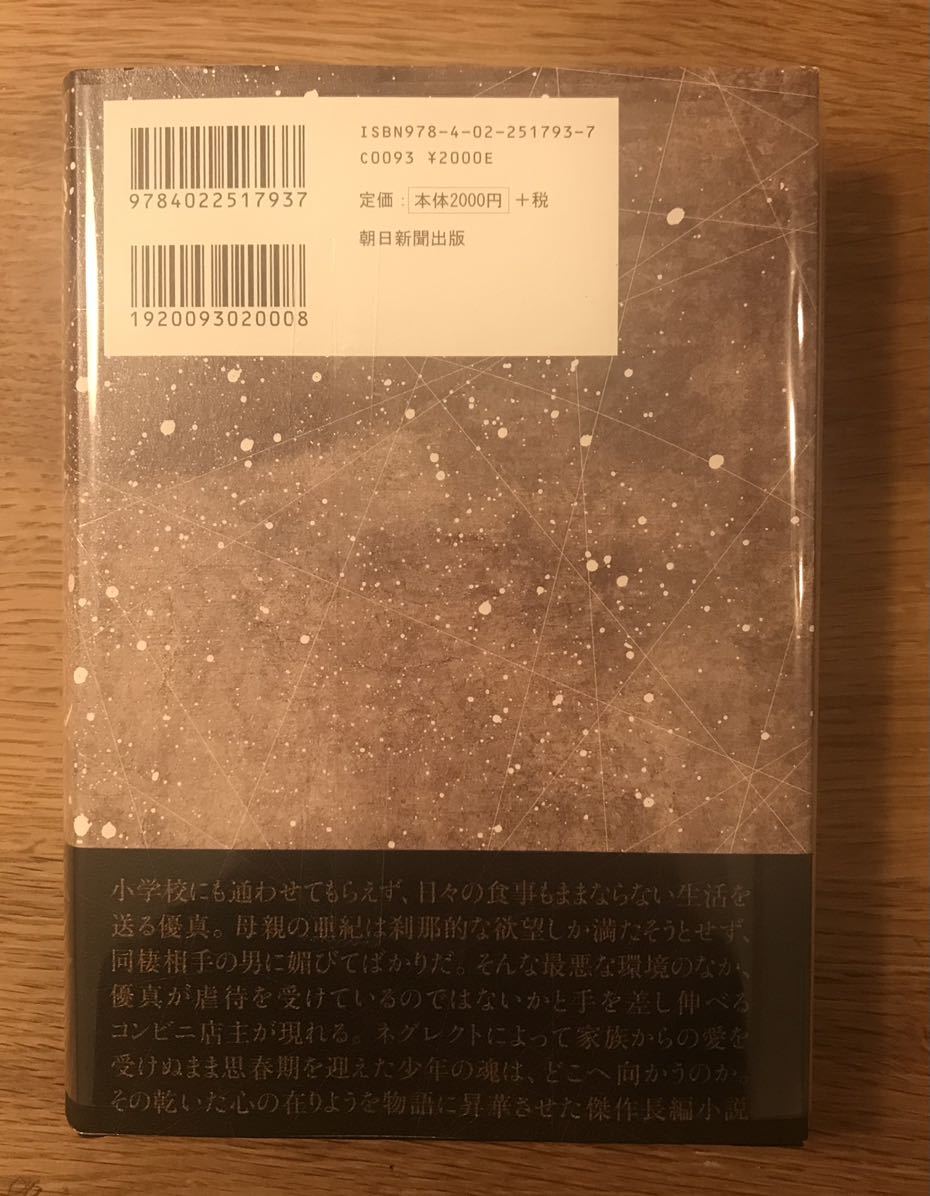 ISBN978-4-02-251793-7
C0093 ¥2000E
9784022517937
定価：本体2000円＋税
朝日新聞出版
1920093020008
小学校にも通わせてもらえず、日々の食事もままならない生活を
送る優真。母親の亜紀は刹那的な欲望しか満たそうとせず、
同棲相手の男に媚びてばかりだ。そんな最悪な環境のなか、
優真が虐待を受けているのではないかと手を差し伸べる
コンビニ店主が現れる。ネグレクトによって家族からの愛を
受けぬまま思春期を迎えた少年の魂は、どこへ向かうのか。
その乾いた心の在りようを物語に昇華させた傑作長編小説